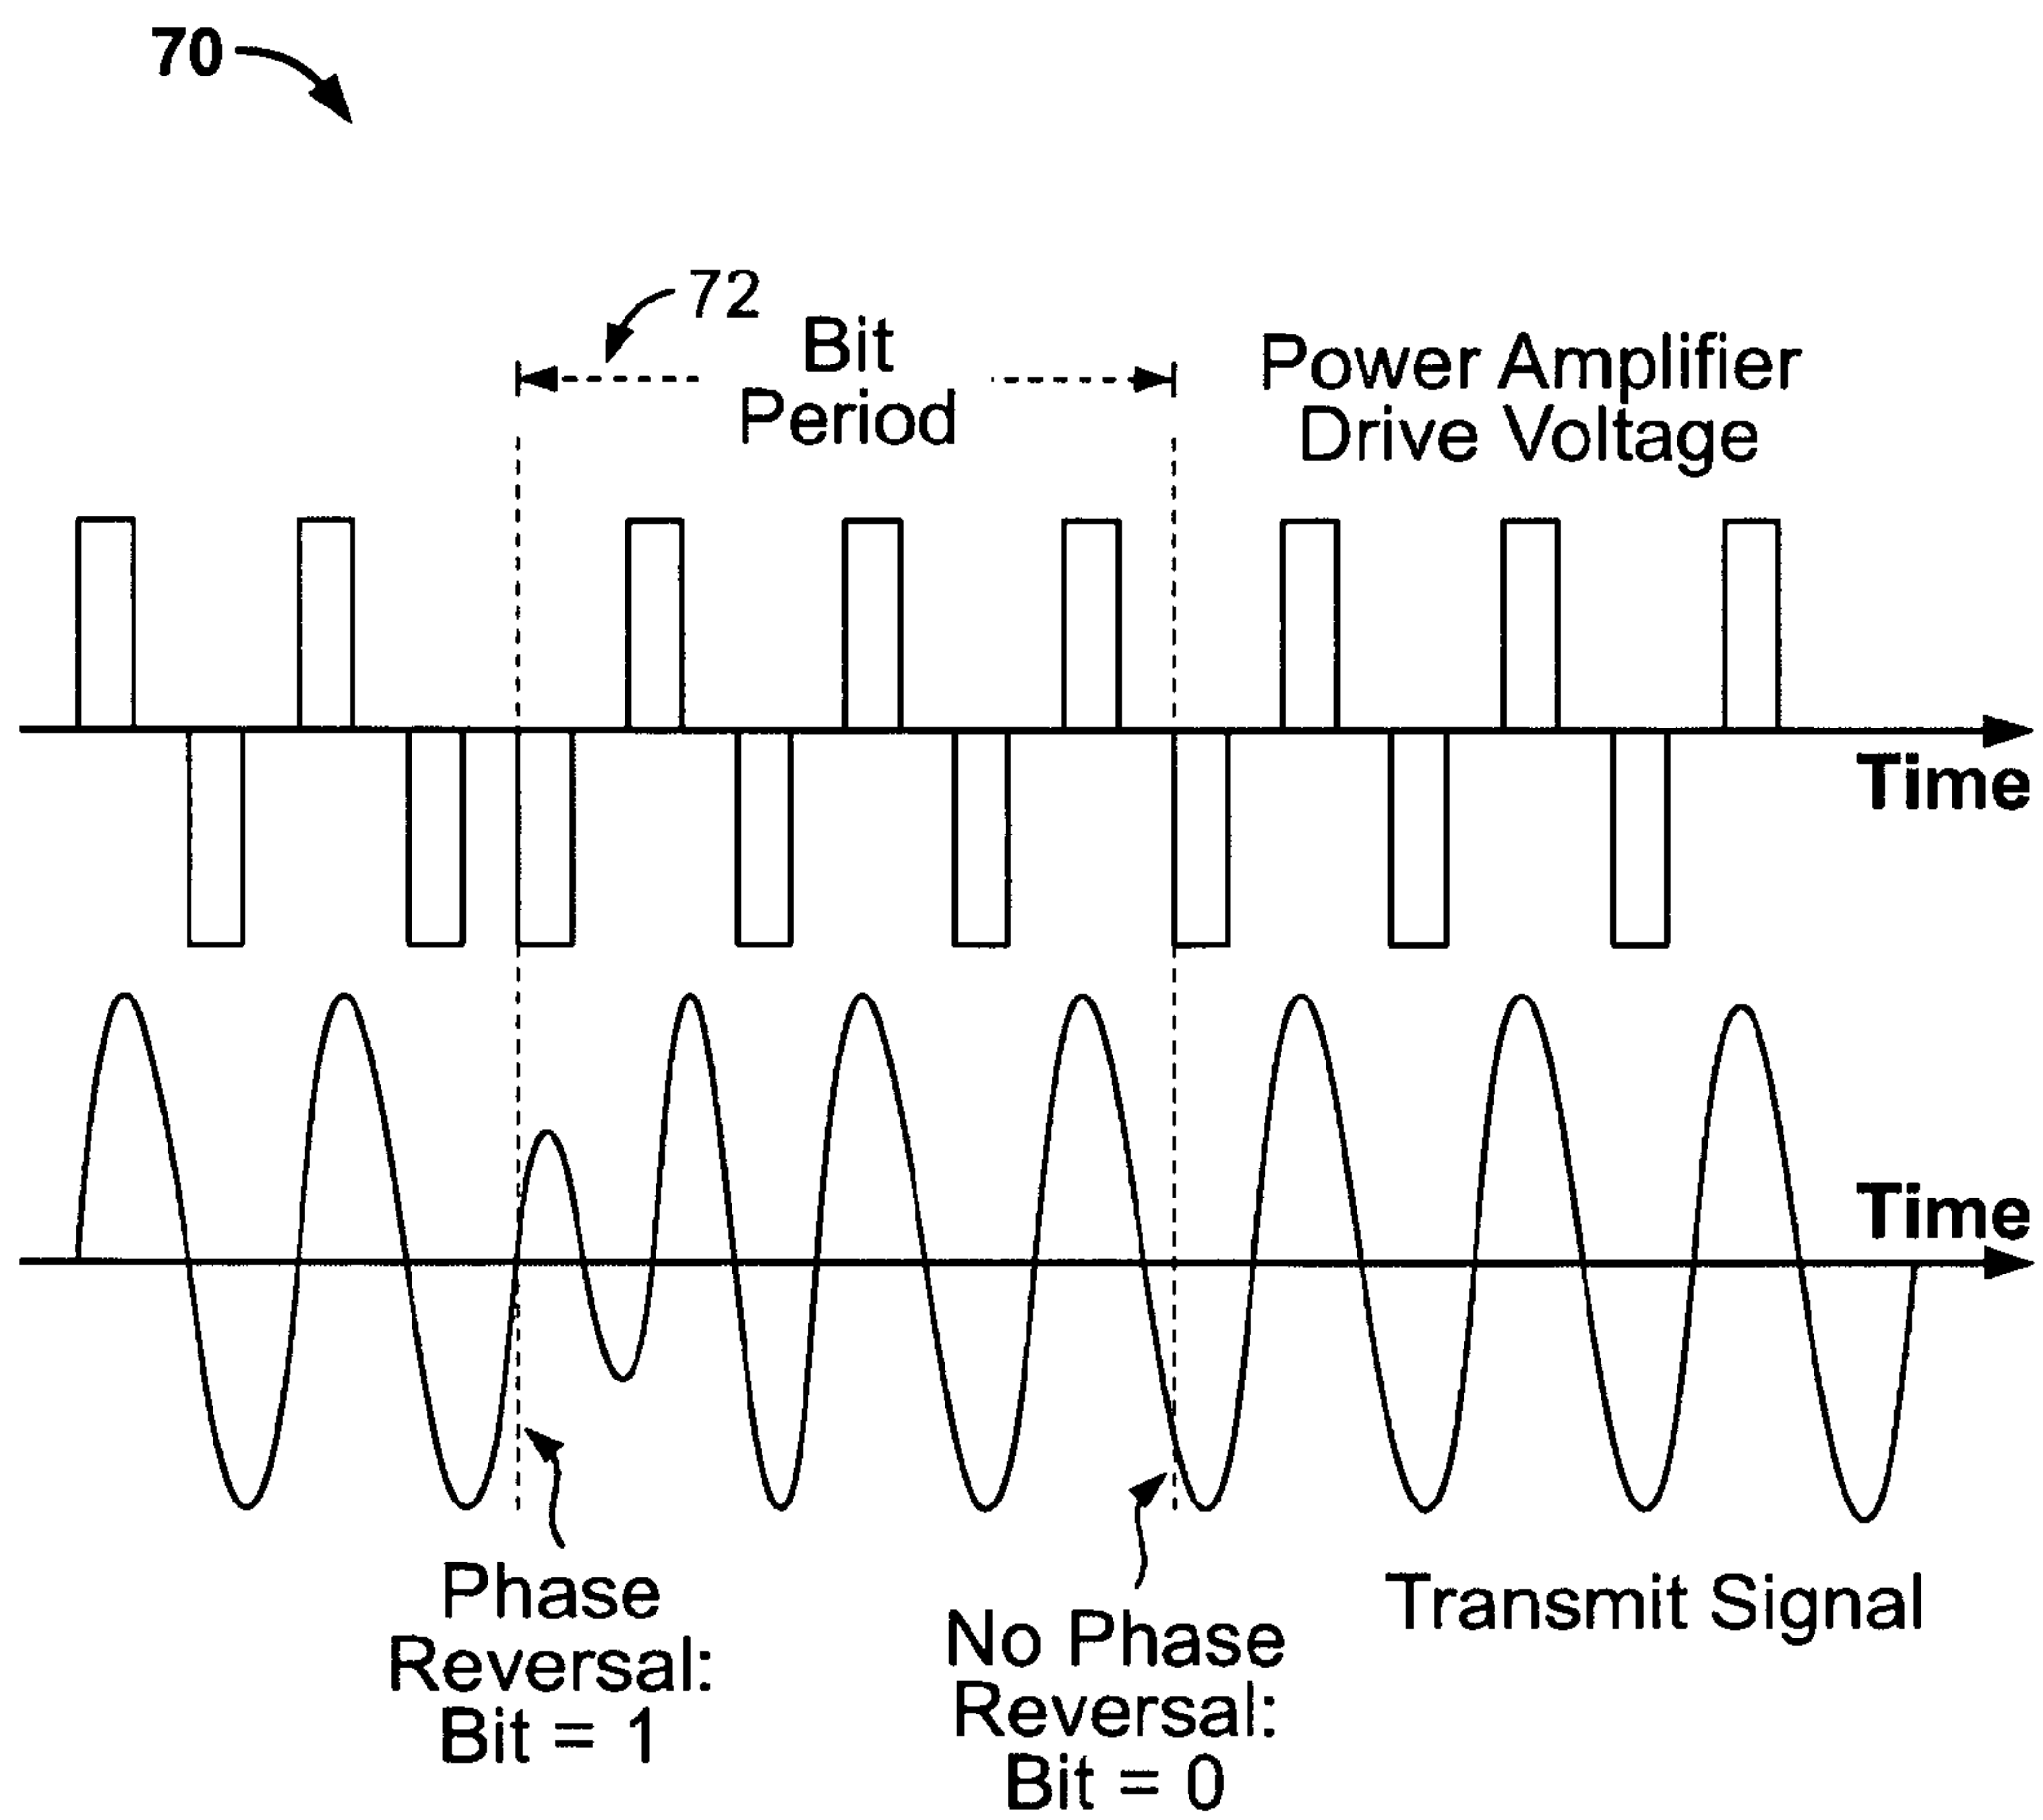 70
72
Bit
Period
Power Amplifier
Drive Voltage
Time
Time
Phase
Reversal:
Bit = 1
No Phase
Reversal:
Bit = 0
Transmit Signal